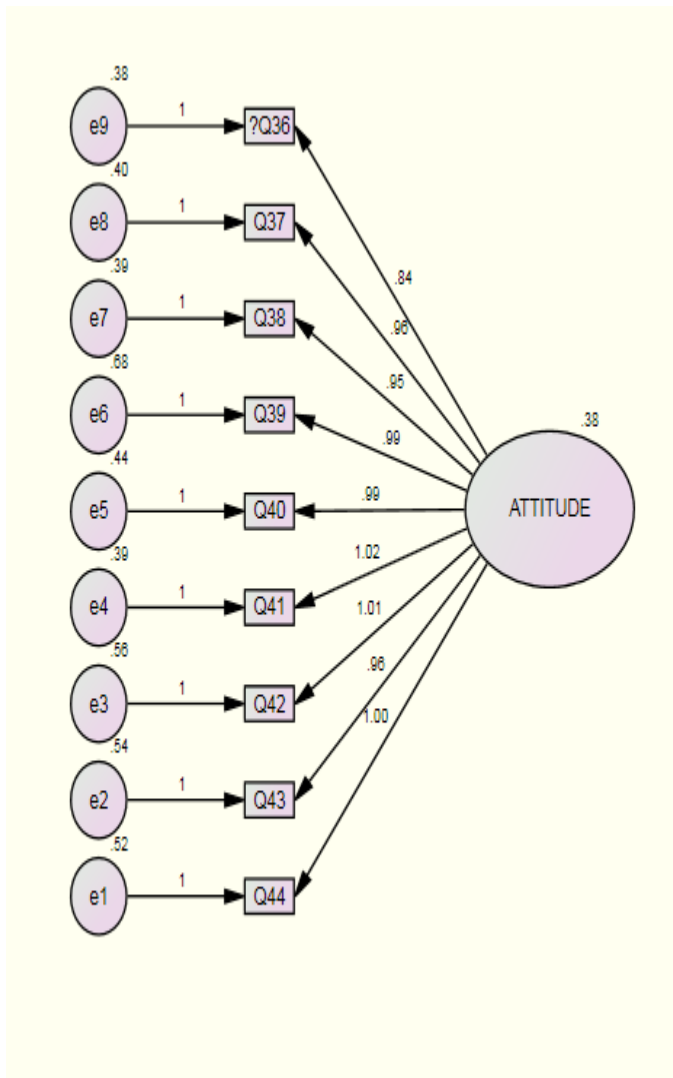 .38
e9 1 ?Q36
.40
e8 1 Q37
.84
.39
e7 1 Q38
.96
.68
e6 1 Q39
.95
.38
.99
.44
e5 1 Q40
.99
ATTITUDE
.39
e4 1 Q41
1.02
.56
e3 1 Q42
1.01
.54
e2 1 Q43
.96
.52
e1 1 Q44
1.00